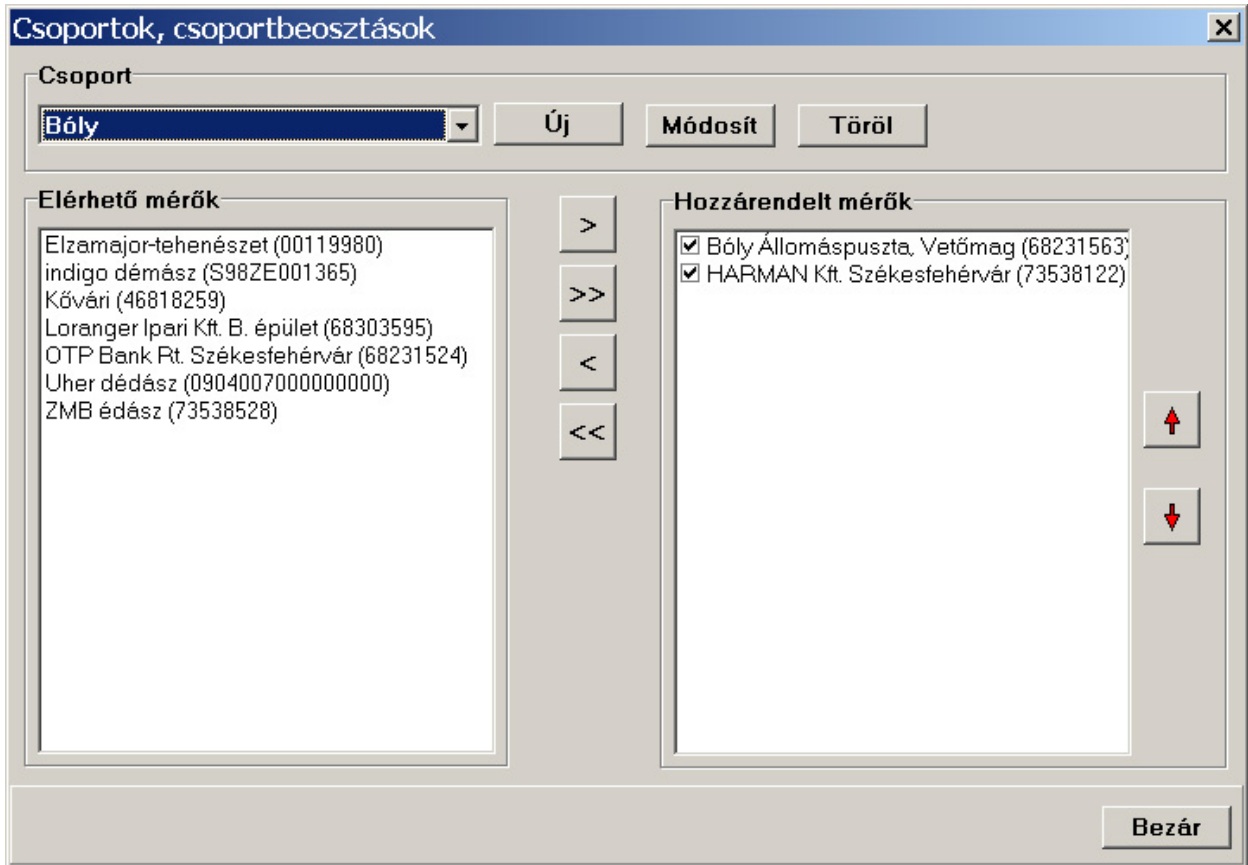 Csoportok, csoportbeosztások
Csoport
Bóly
Új
Módosít
Töröl
Elérhető mérők
Elzamajor-tehenészet (00119980)
indigo démász (S98ZE001365)
Kővári (46818259)
Loranger Ipari Kft. B. épület (68303595)
OTP Bank Rt. Székesfehérvár (68231524)
Uher dédász (0904007000000000)
ZMB édász (73538528)
>
>>
<
<<
Hozzárendelt mérők
Bóly Állomáspuszta, Vetőmag (68231563)
HARMAN Kft. Székesfehérvár (73538122)
Bezár